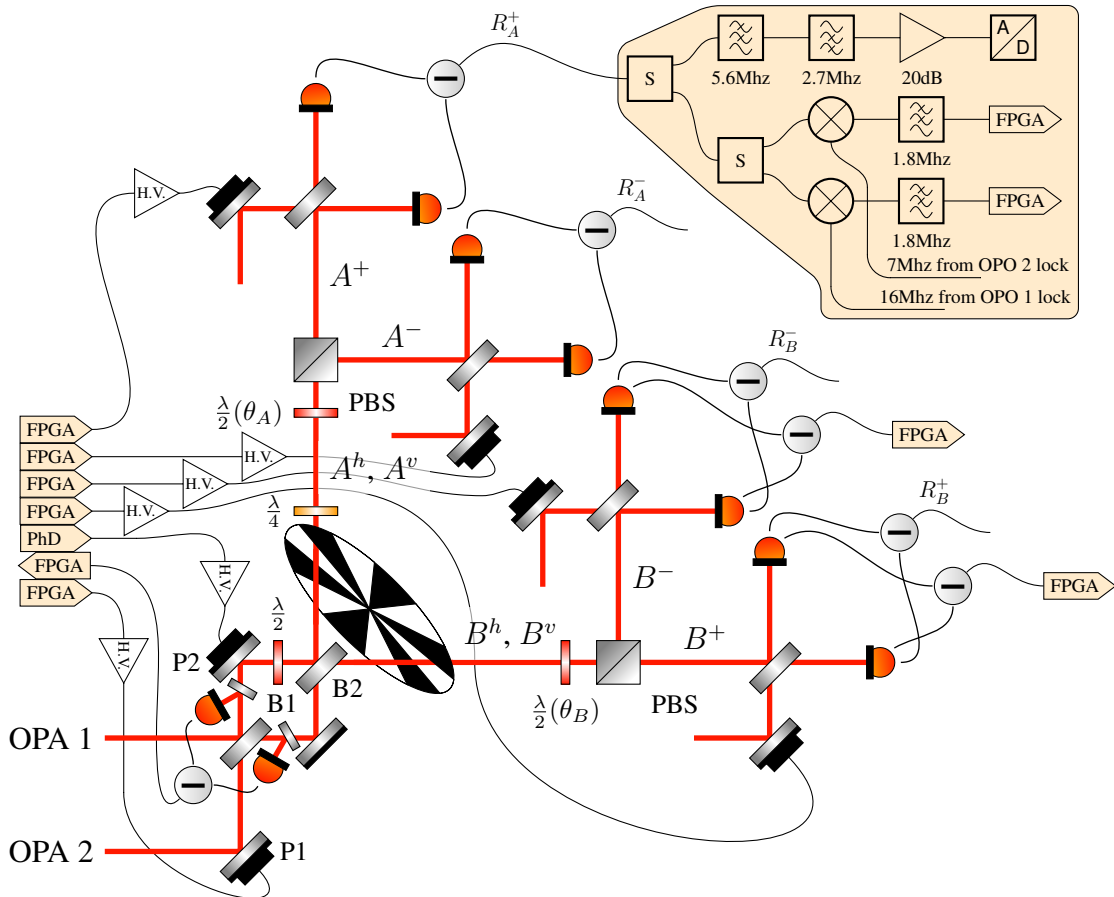 R_A^+
S
5.6Mhz
2.7Mhz
20dB
A
D
S
1.8Mhz
FPGA
1.8Mhz
FPGA
7Mhz from OPO 2 lock
16Mhz from OPO 1 lock
H.V.
R_A^-
A^+
A^-
PBS
λ/2(θ_A)
R_B^-
FPGA
FPGA
FPGA
FPGA
FPGA
PhD
FPGA
FPGA
H.V.
H.V.
H.V.
H.V.
H.V.
A^h, A^v
λ/4
R_B^+
FPGA
B^-
B^h, B^v
B^+
λ/2
P2
B1
B2
λ/2(θ_B)
PBS
OPA 1
OPA 2
P1